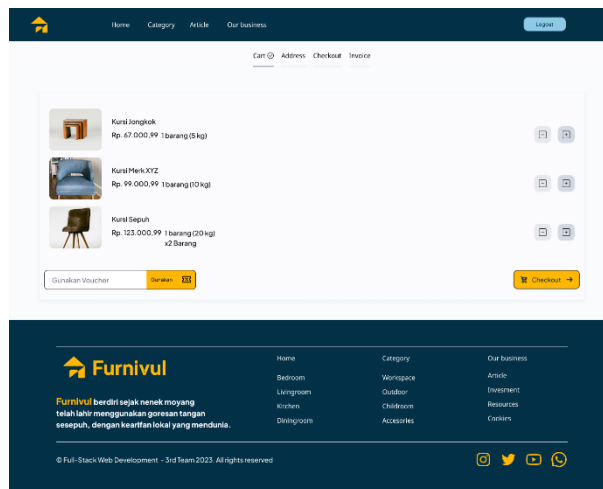 Home Category Article Our business Logout
Cart Address Checkout Invoice
Kursi Jongkok
Rp. 67.000,99 1 barang (5 kg)
Kursi Merk XYZ
Rp. 99.000,99 1 barang (10 kg)
Kursi Sepuh
Rp. 123.000,99 1 barang (20 kg)
x2 Barang
Gunakan Voucher Gunakan Checkout
Furnivul
Furnivul berdiri sejak nenek moyang
telah lahir menggunakan goresan tangan
sesepuh, dengan kearifan lokal yang mendunia.
Home Category Our business
Bedroom Workspace Article
Livingroom Outdoor Invesment
Kitchen Childroom Resources
Diningroom Accesories Cookies
© Full-Stack Web Development - 3rd Team 2023. All rights reserved